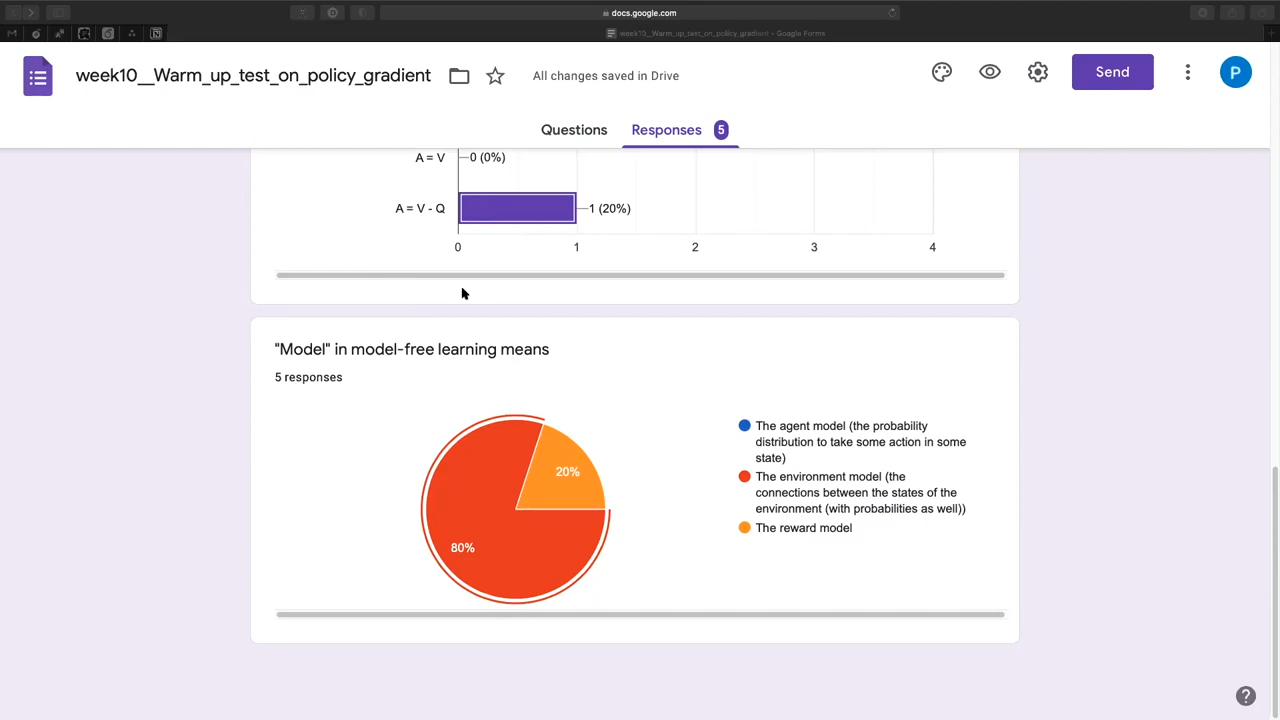 docs.google.com
week10__Warm_up_test_on_policy_gradient - Google Forms
week10__Warm_up_test_on_policy_gradient
All changes saved in Drive
Send
P
Questions
Responses 5
A = V
0 (0%)
A = V - Q
1 (20%)
0 1 2 3 4
"Model" in model-free learning means
5 responses
20%
80%
The agent model (the probability
distribution to take some action in some
state)
The environment model (the
connections between the states of the
environment (with probabilities as well))
The reward model